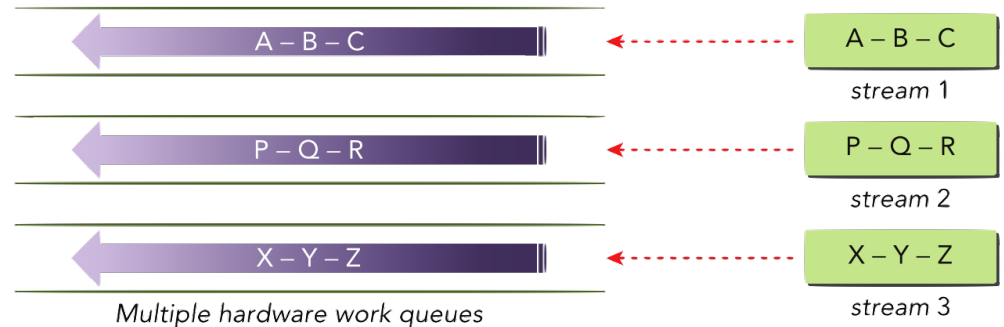 A – B – C
A – B – C
stream 1
P – Q – R
P – Q – R
stream 2
X – Y – Z
X – Y – Z
stream 3
Multiple hardware work queues